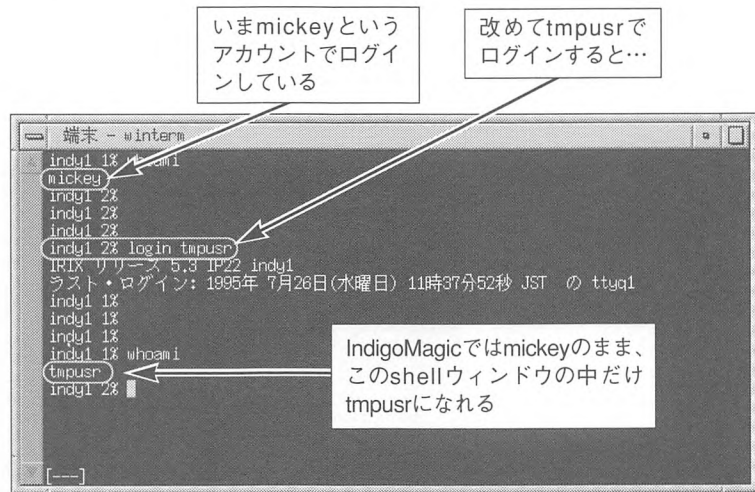 いまmickeyという
アカウントでログイ
ンしている
改めてtmpusrで
ログインすると…
端末 - winterm
indy1 1% whoami
mickey
indy1 2%
indy1 2%
indy1 2%
indy1 2% login tmpusr
IRIX リリース 5.3 IP22 indy1
ラスト・ログイン: 1995年 7月26日(水曜日) 11時37分52秒 JST の ttyq1
indy1 1%
indy1 1%
indy1 1%
indy1 1% whoami
tmpusr
indy1 2%
IndigoMagicではmickeyのまま、
このshellウィンドウの中だけ
tmpusrになれる
[---]